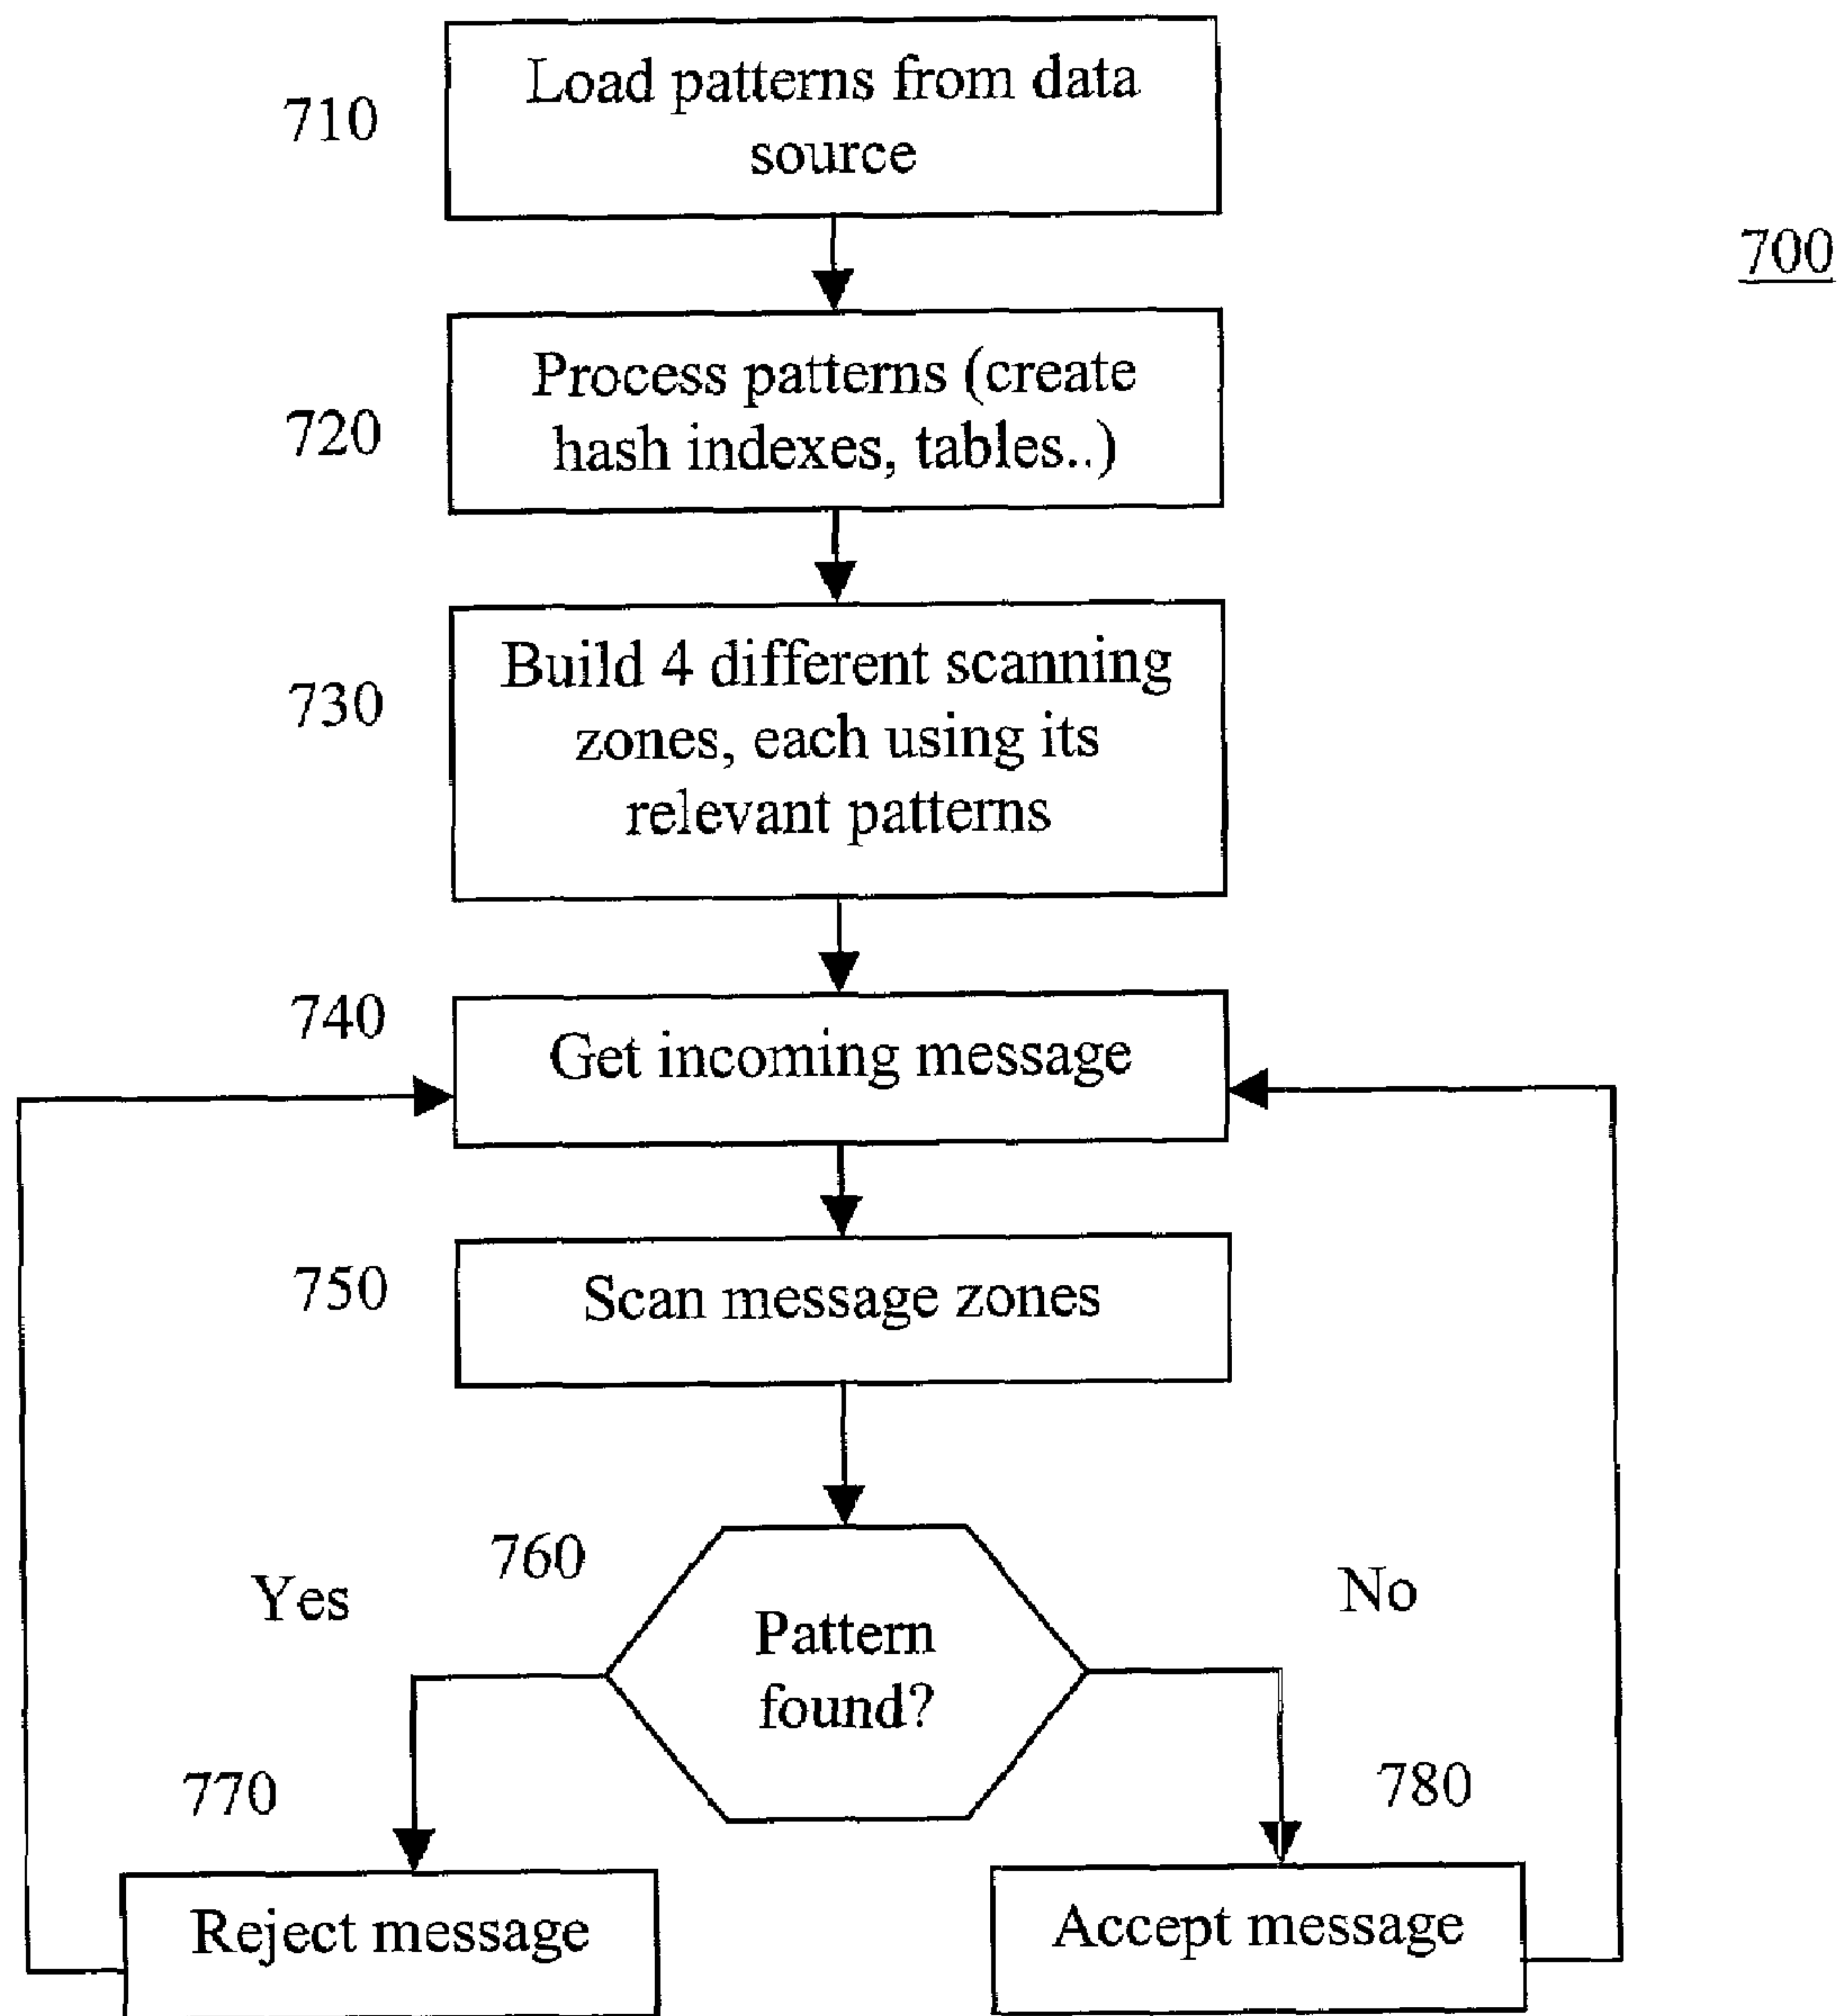 710
Load patterns from data
source
700
720
Process patterns (create
hash indexes, tables..)
730
Build 4 different scanning
zones, each using its
relevant patterns
740
Get incoming message
750
Scan message zones
760
Yes
No
Pattern
found?
770
780
Reject message
Accept message